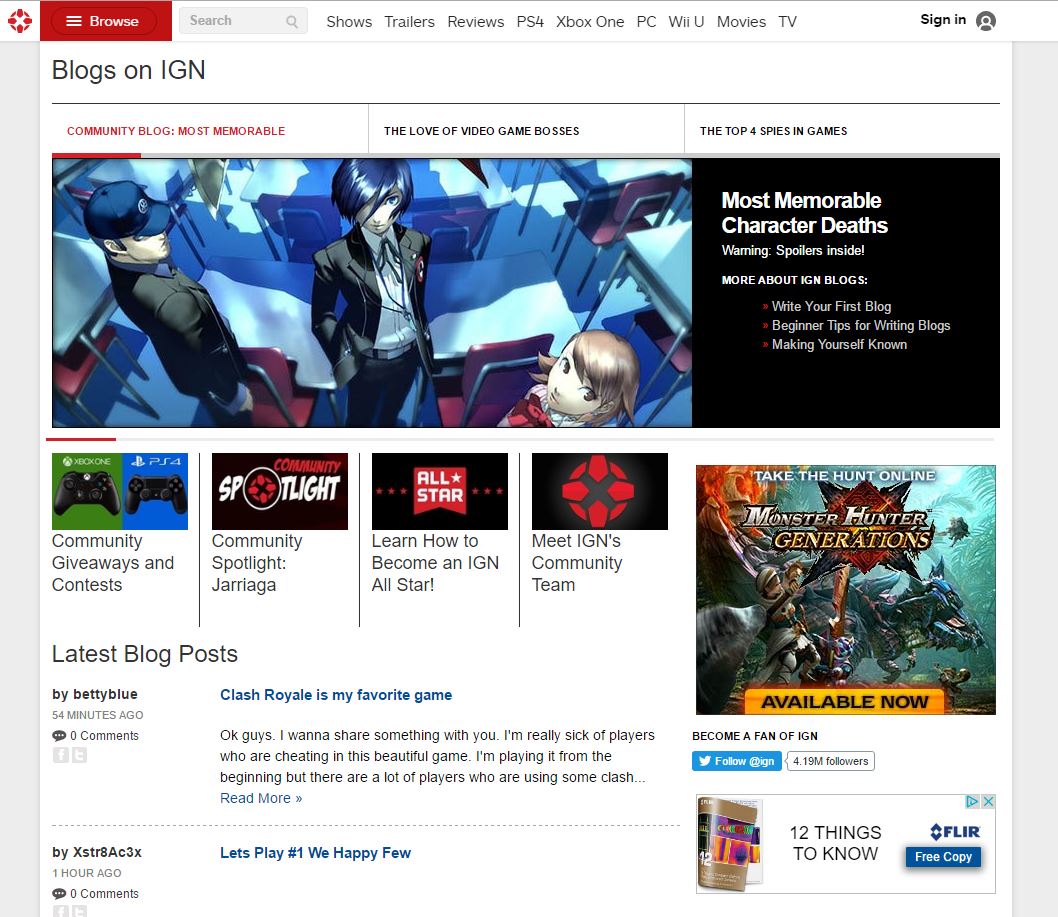 Browse
Search
Shows Trailers Reviews PS4 Xbox One PC Wii U Movies TV
Sign in
Blogs on IGN
COMMUNITY BLOG: MOST MEMORABLE
THE LOVE OF VIDEO GAME BOSSES
THE TOP 4 SPIES IN GAMES
Most Memorable
Character Deaths
Warning: Spoilers inside!
MORE ABOUT IGN BLOGS:
» Write Your First Blog
» Beginner Tips for Writing Blogs
» Making Yourself Known
XBOX ONE PS4
Community
Giveaways and
Contests
COMMUNITY
SPOTLIGHT
Community
Spotlight:
Jarriaga
ALL
STAR
Learn How to
Become an IGN
All Star!
Meet IGN's
Community
Team
TAKE THE HUNT ONLINE
MONSTER HUNTER
GENERATIONS
AVAILABLE NOW
Latest Blog Posts
by bettyblue
54 MINUTES AGO
0 Comments
Clash Royale is my favorite game
Ok guys. I wanna share something with you. I'm really sick of players
who are cheating in this beautiful game. I'm playing it from the
beginning but there are a lot of players who are using some clash...
Read More »
BECOME A FAN OF IGN
Follow @ign 4.19M followers
by Xstr8Ac3x
1 HOUR AGO
0 Comments
Lets Play #1 We Happy Few
12
12 THINGS
TO KNOW
FLIR
Free Copy